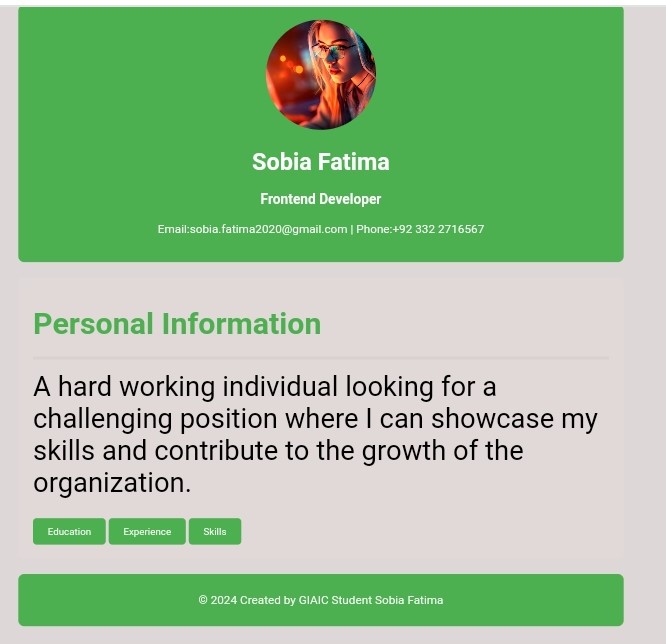 Sobia Fatima
Frontend Developer
Email:sobia.fatima2020@gmail.com | Phone:+92 332 2716567
Personal Information
A hard working individual looking for a
challenging position where I can showcase my
skills and contribute to the growth of the
organization.
Education Experience Skills
© 2024 Created by GIAIC Student Sobia Fatima